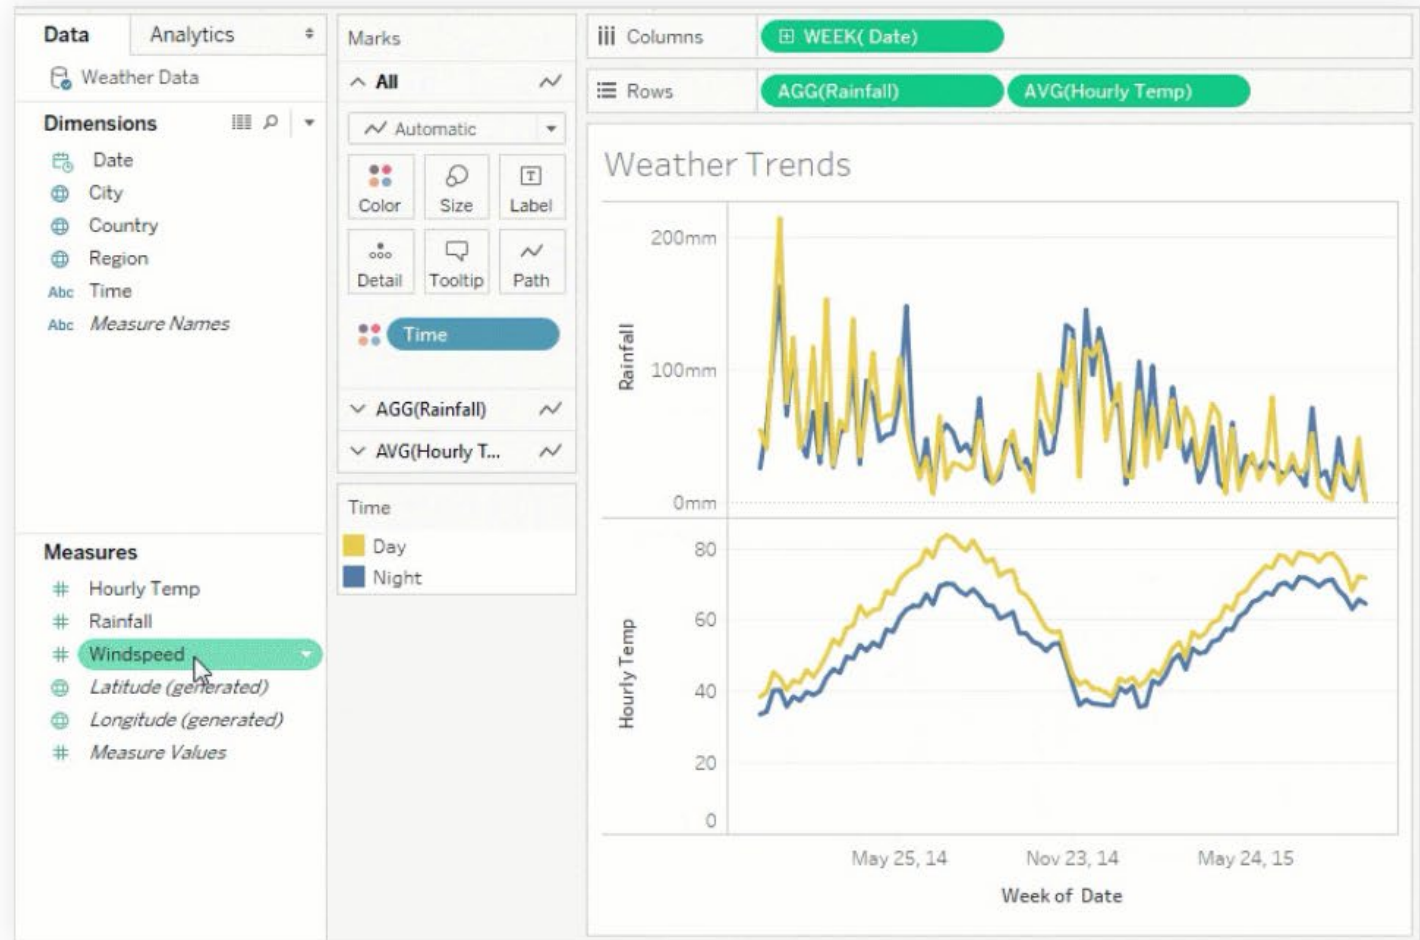 Data
Analytics
Weather Data
Dimensions
Date
City
Country
Region
Abc Time
Abc Measure Names
Measures
# Hourly Temp
# Rainfall
# Windspeed
Latitude (generated)
Longitude (generated)
# Measure Values
Marks
All
Automatic
Color
Size
T
Label
Detail
Tooltip
Path
Time
AGG(Rainfall)
AVG(Hourly T...
Time
Day
Night
Columns
WEEK( Date)
Rows
AGG(Rainfall)
AVG(Hourly Temp)
Weather Trends
Rainfall
200mm
100mm
0mm
Hourly Temp
80
60
40
20
0
May 25, 14
Nov 23, 14
May 24, 15
Week of Date